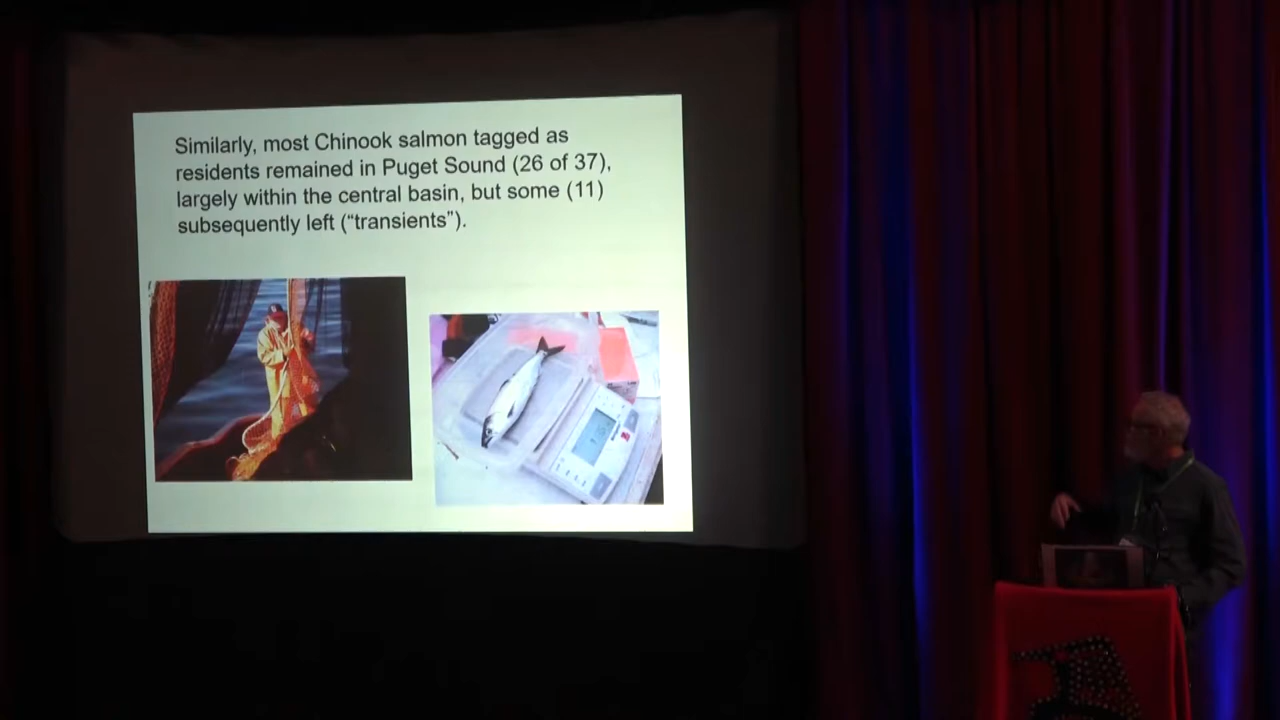 Similarly, most Chinook salmon tagged as
residents remained in Puget Sound (26 of 37),
largely within the central basin, but some (11)
subsequently left (“transients”).